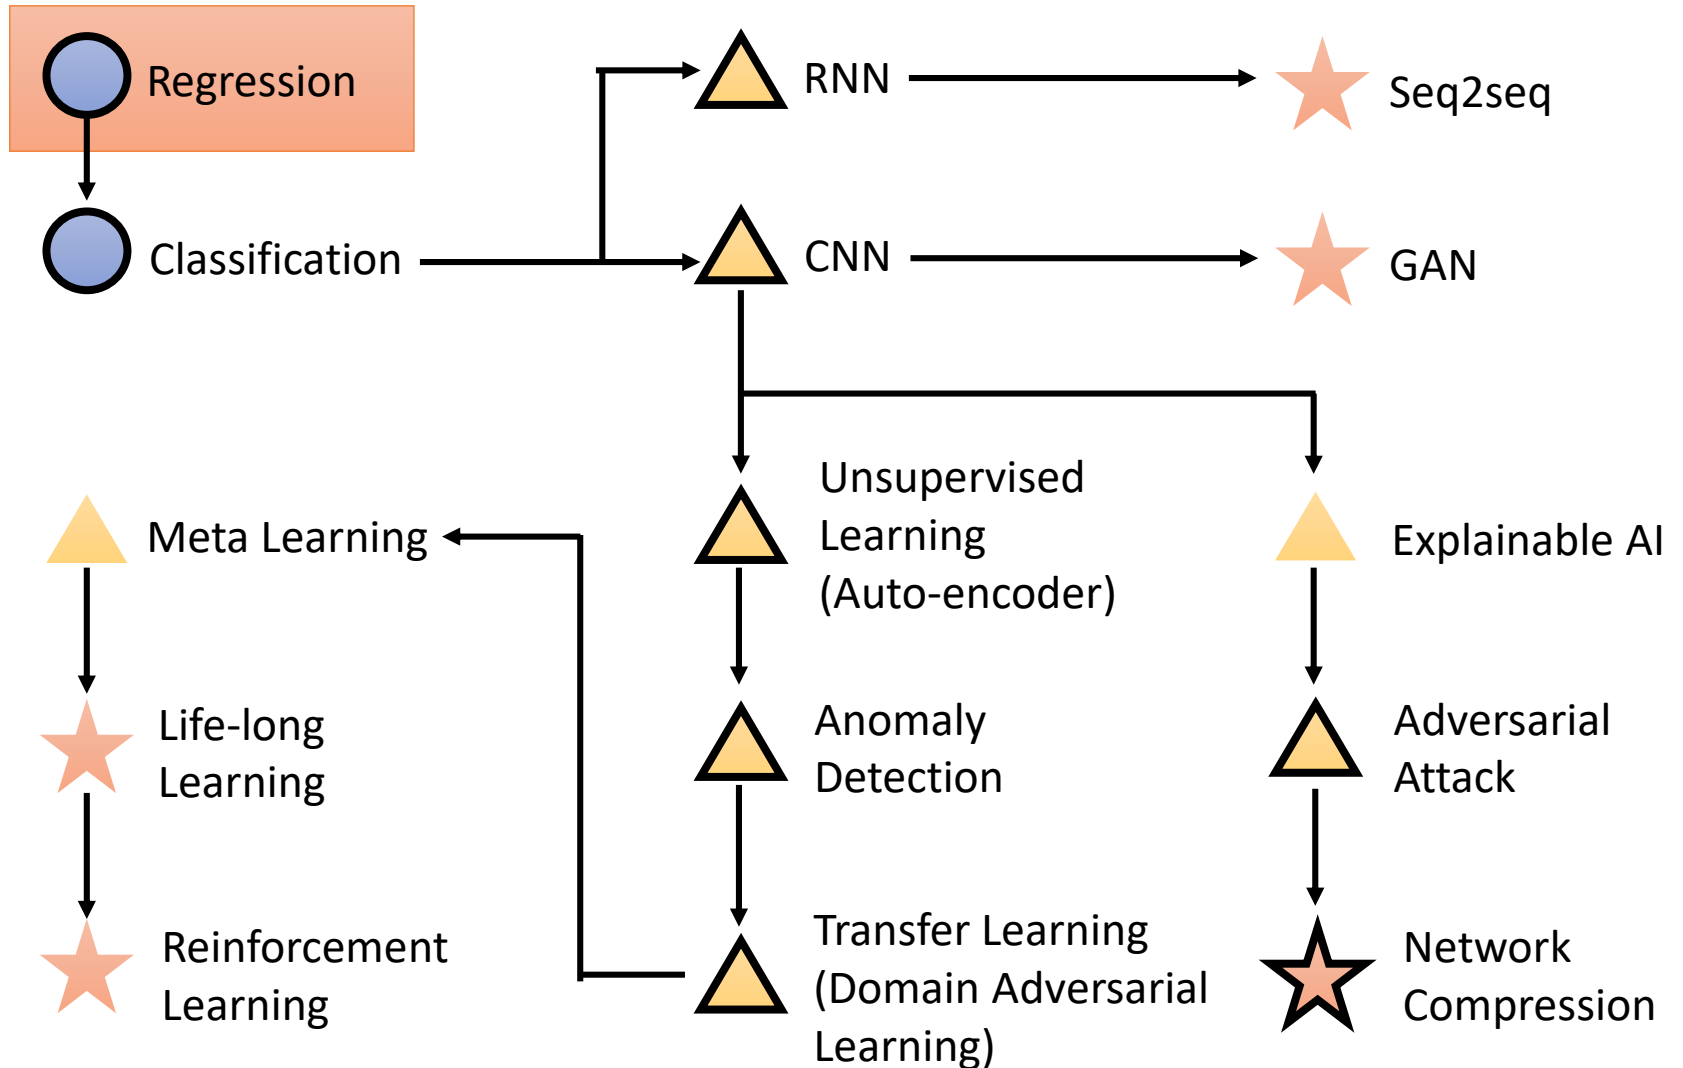 Regression
RNN
Seq2seq
Classification
CNN
GAN
Unsupervised
Learning
(Auto-encoder)
Meta Learning
Explainable AI
Life-long
Learning
Anomaly
Detection
Adversarial
Attack
Reinforcement
Learning
Transfer Learning
(Domain Adversarial
Learning)
Network
Compression